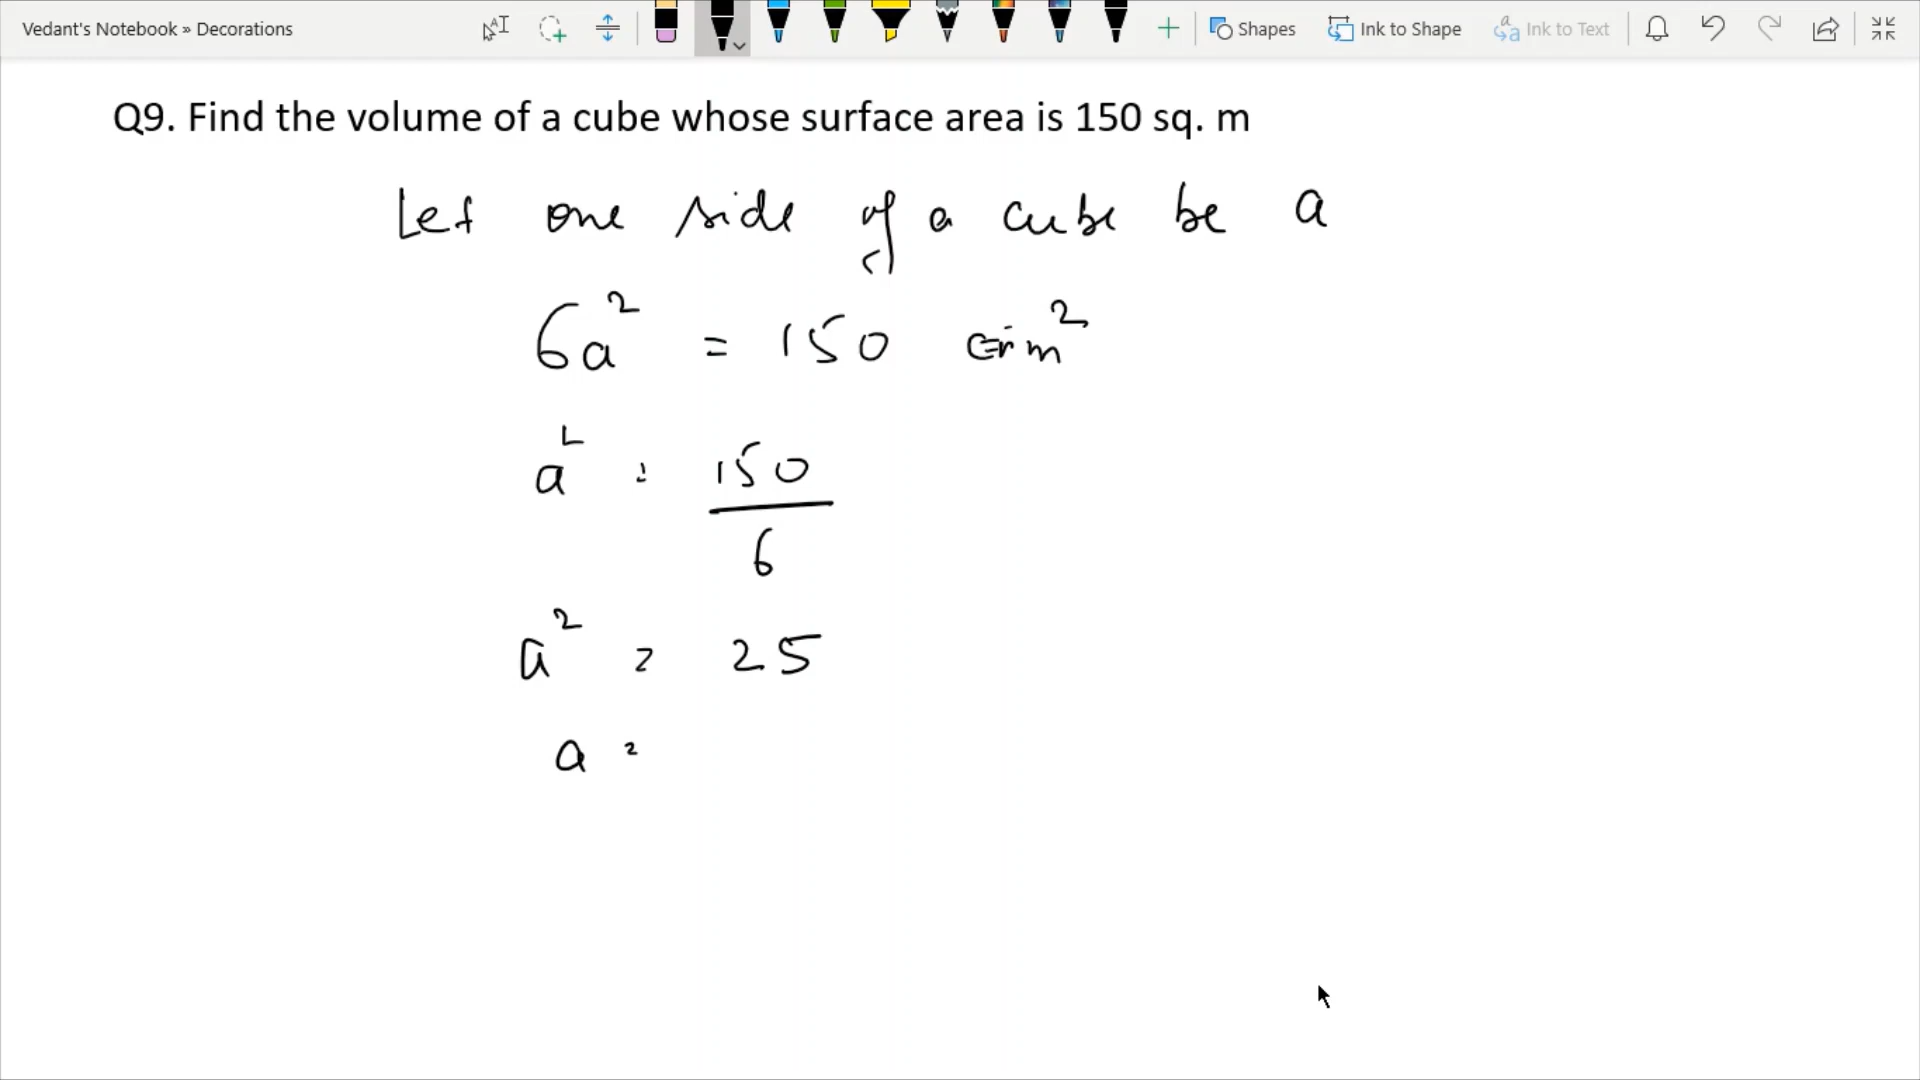 Vedant's Notebook » Decorations
Shapes
Ink to Shape
Ink to Text
Q9. Find the volume of a cube whose surface area is 150 sq. m
Let one side of a cube be a
6a² = 150 m²
a² = 150/6
a² = 25
a =